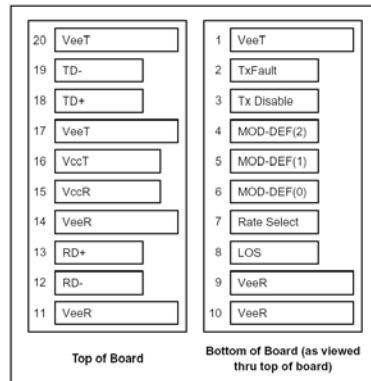 20 VeeT
19 TD-
18 TD+
17 VeeT
16 VccT
15 VccR
14 VeeR
13 RD+
12 RD-
11 VeeR
Top of Board
1 VeeT
2 TxFault
3 Tx Disable
4 MOD-DEF(2)
5 MOD-DEF(1)
6 MOD-DEF(0)
7 Rate Select
8 LOS
9 VeeR
10 VeeR
Bottom of Board (as viewed
thru top of board)